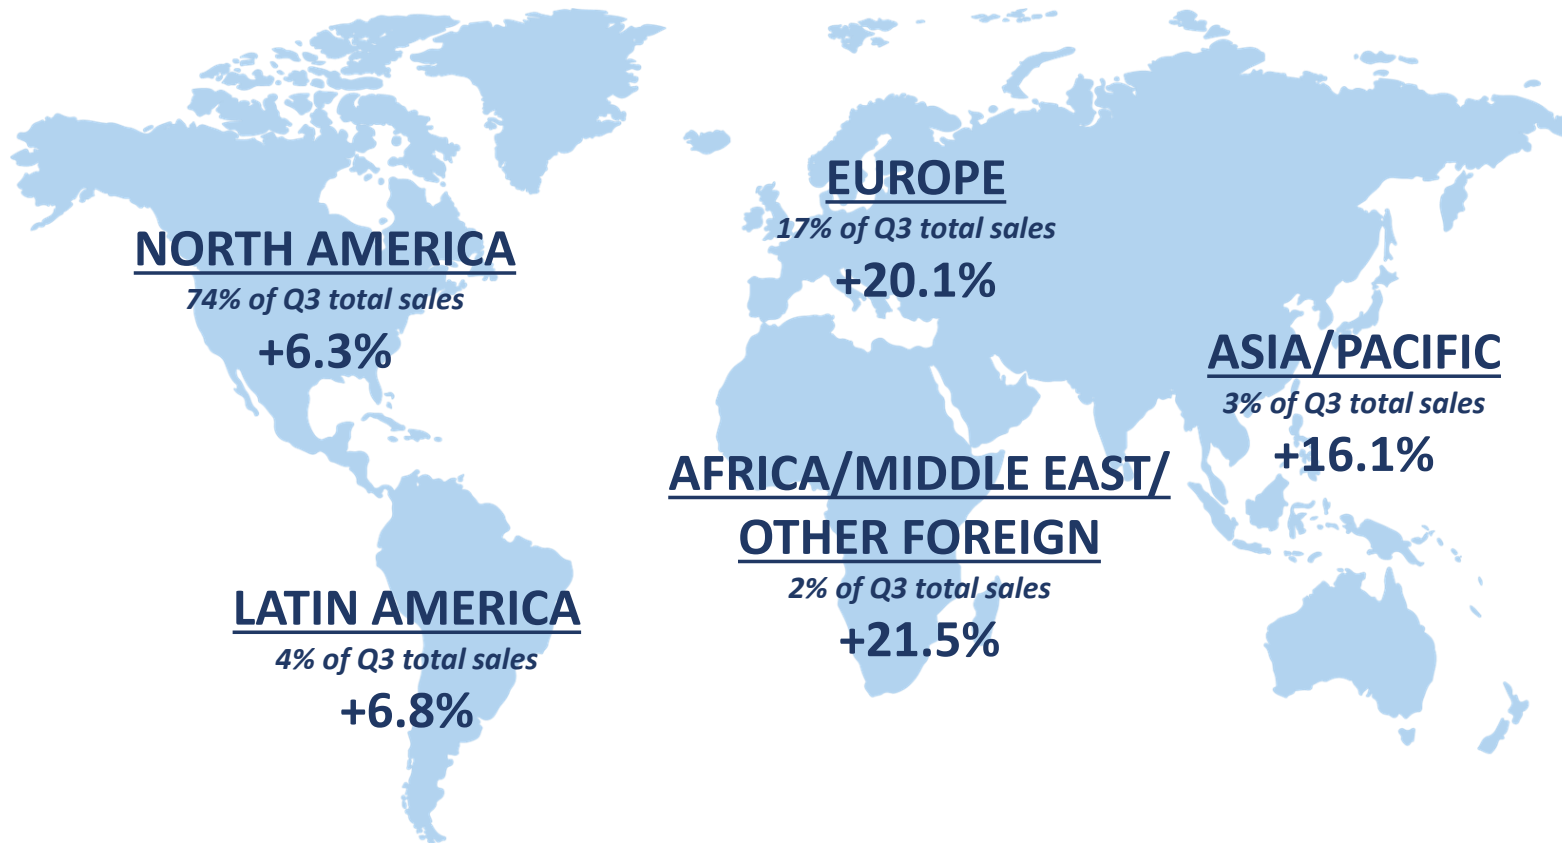 NORTH AMERICA
74% of Q3 total sales
+6.3%
EUROPE
17% of Q3 total sales
+20.1%
ASIA/PACIFIC
3% of Q3 total sales
+16.1%
AFRICA/MIDDLE EAST/
OTHER FOREIGN
2% of Q3 total sales
+21.5%
LATIN AMERICA
4% of Q3 total sales
+6.8%